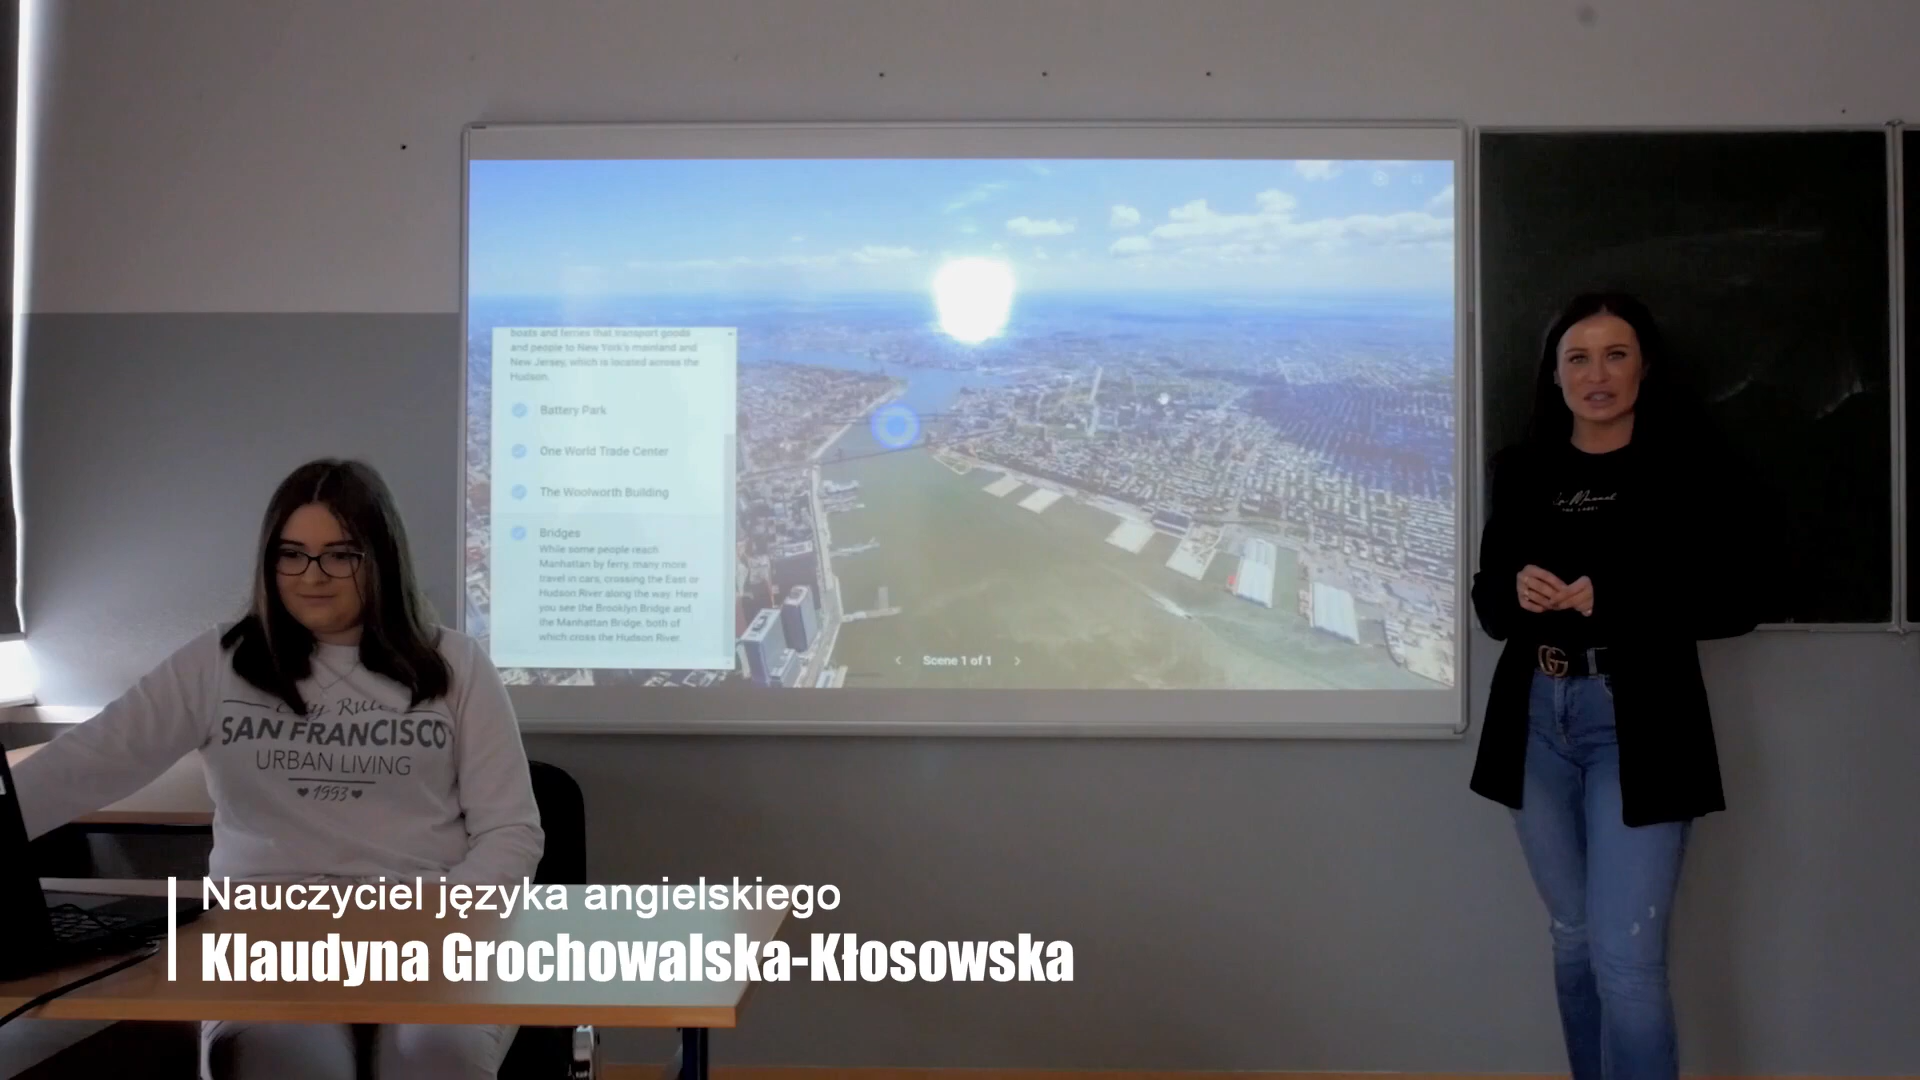 boats and ferries that transport goods
and people to New York's mainland and
New Jersey, which is located across the
Hudson.
Battery Park
One World Trade Center
The Woolworth Building
Bridges
While some people reach
Manhattan by ferry, many more
travel in cars, crossing the East or
Hudson River along the way. Here
you see the Brooklyn Bridge and
the Manhattan Bridge, both of
which cross the Hudson River.
Scene 1 of 1
SAN FRANCISCO
URBAN LIVING
1993
Nauczyciel języka angielskiego
Klaudyna Grochowalska-Kłosowska